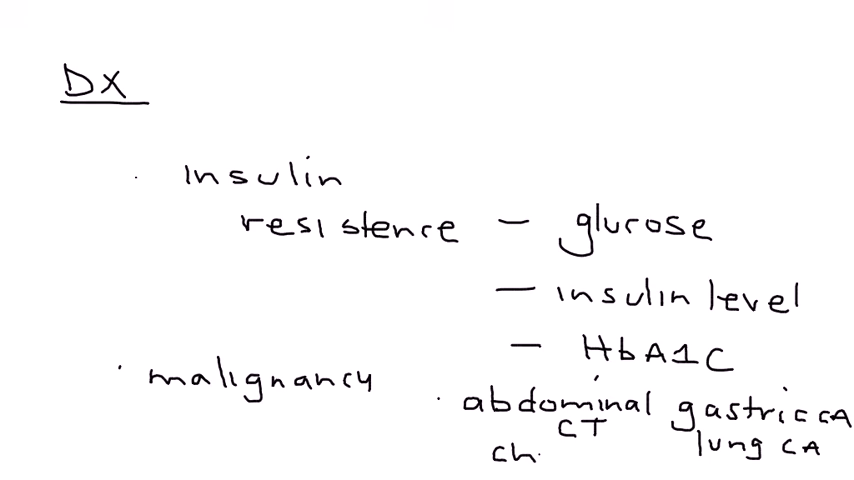 DX
· insulin
resistence - glucose
- insulin level
- HbA1C
· malignancy
· abdominal gastric CA
CT lung CA
ch